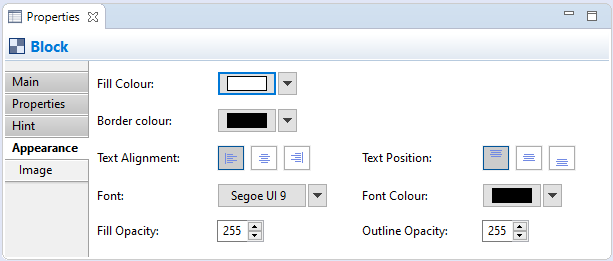 Properties
Block
Main
Properties
Hint
Appearance
Image
Fill Colour:
Border colour:
Text Alignment:
Text Position:
Font:
Segoe UI 9
Font Colour:
Fill Opacity:
255
Outline Opacity:
255